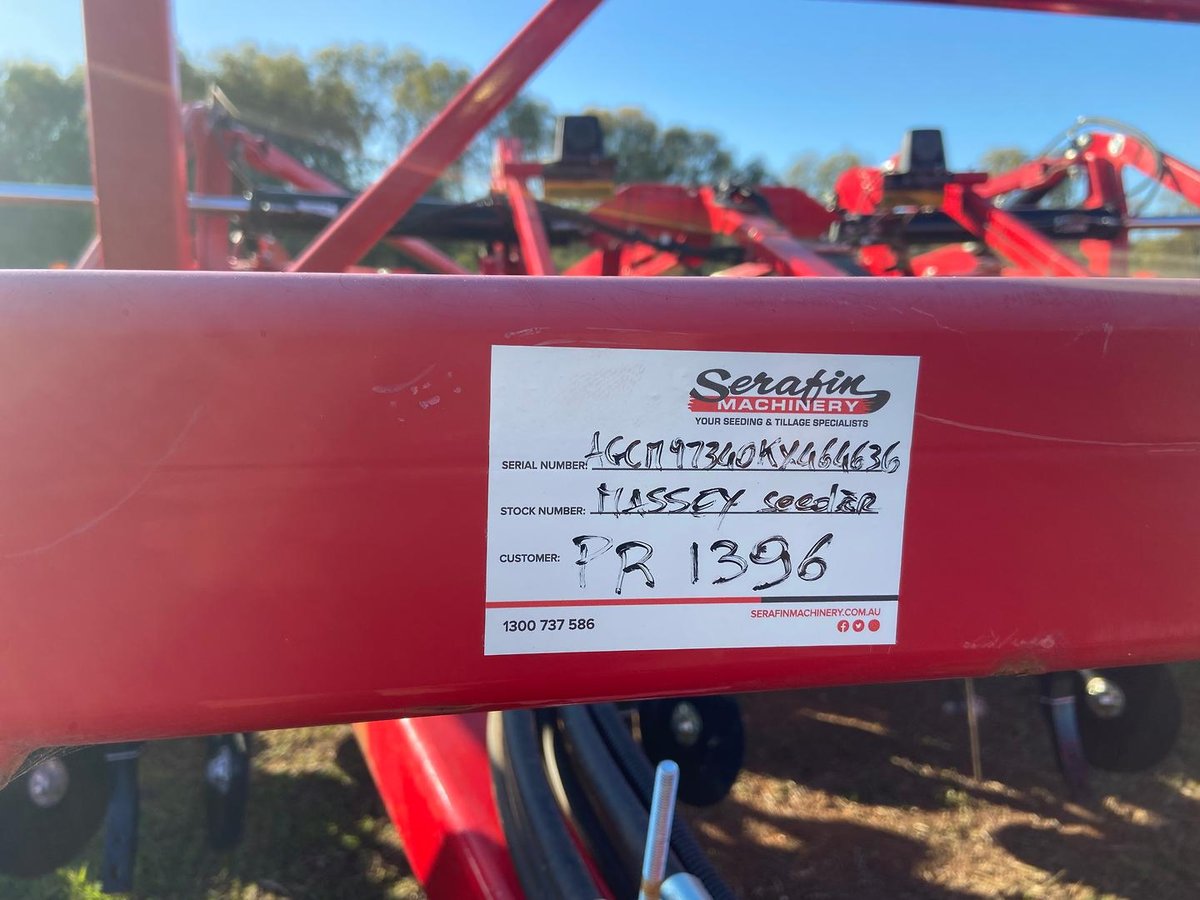 Serafin
MACHINERY
YOUR SEEDING & TILLAGE SPECIALISTS
SERIAL NUMBER: AGCM97340KX464636
STOCK NUMBER: MASSEY seeder
CUSTOMER: PR 1396
SERAFINMACHINERY.COM.AU
1300 737 586